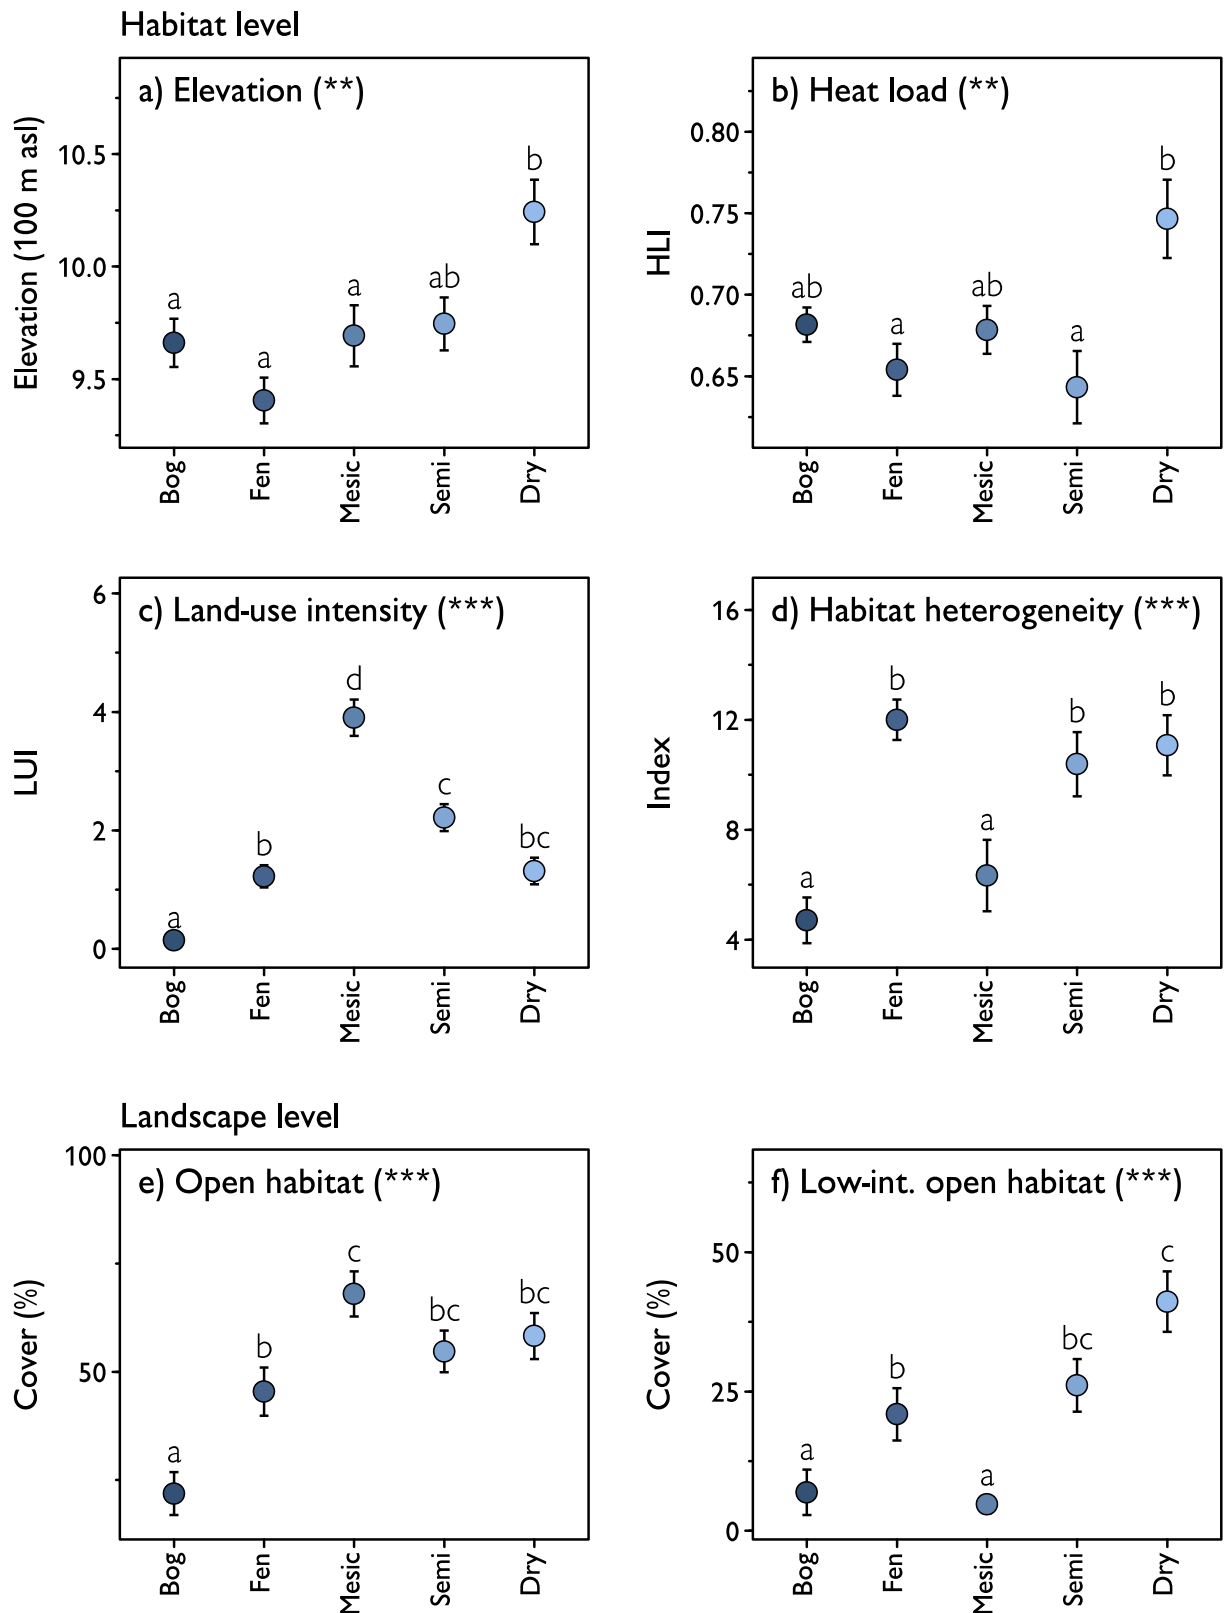 Habitat level
a) Elevation (**)
Elevation (100 m asl)
10.5
10.0
9.5
a
a
a
ab
b
Bog
Fen
Mesic
Semi
Dry
b) Heat load (**)
HLI
0.80
0.75
0.70
0.65
ab
a
ab
a
b
Bog
Fen
Mesic
Semi
Dry
c) Land-use intensity (***)
LUI
6
4
2
0
a
b
d
c
bc
Bog
Fen
Mesic
Semi
Dry
d) Habitat heterogeneity (***)
Index
16
12
8
4
a
b
a
b
b
Bog
Fen
Mesic
Semi
Dry
Landscape level
e) Open habitat (***)
Cover (%)
100
50
a
b
c
bc
bc
Bog
Fen
Mesic
Semi
Dry
f) Low-int. open habitat (***)
Cover (%)
50
25
0
a
b
a
bc
c
Bog
Fen
Mesic
Semi
Dry